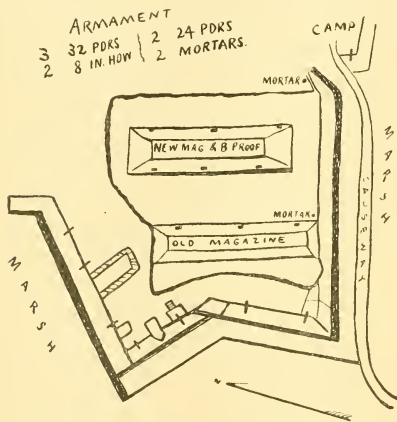 ARMAMENT
3 32 PDRS 2 24 PDRS
2 8 IN. HOW 2 MORTARS.
CAMP
MORTAR
MARSH
NEW MAG & B PROOF
CAUSEWAY
MORTAR
OLD MAGAZINE
MARSH